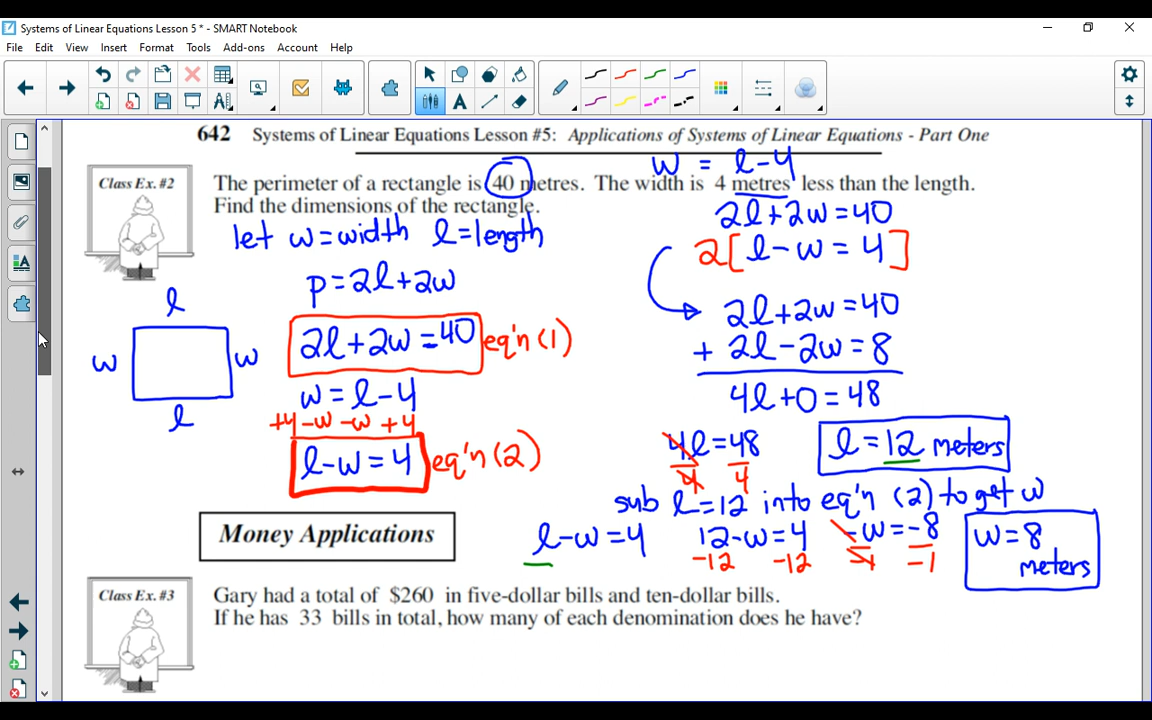 Systems of Linear Equations Lesson 5 * - SMART Notebook
File Edit View Insert Format Tools Add-ons Account Help
642 Systems of Linear Equations Lesson #5: Applications of Systems of Linear Equations - Part One
w = l-4
Class Ex. #2
The perimeter of a rectangle is 40 metres. The width is 4 metres less than the length.
Find the dimensions of the rectangle.
let w=width l=length
p=2l+2w
l
w w
l
2l+2w=40 eq'n (1)
w=l-4
+4-w -w +4
l-w=4 eq'n (2)
2l+2w=40
2[l-w=4]
2l+2w=40
+ 2l-2w=8
4l+0=48
4l=48
4 4
l=12 meters
sub l=12 into eq'n (2) to get w
l-w=4 12-w=4 -w=-8
-12 -12 -1 -1
w=8
meters
Money Applications
Class Ex. #3
Gary had a total of $260 in five-dollar bills and ten-dollar bills.
If he has 33 bills in total, how many of each denomination does he have?